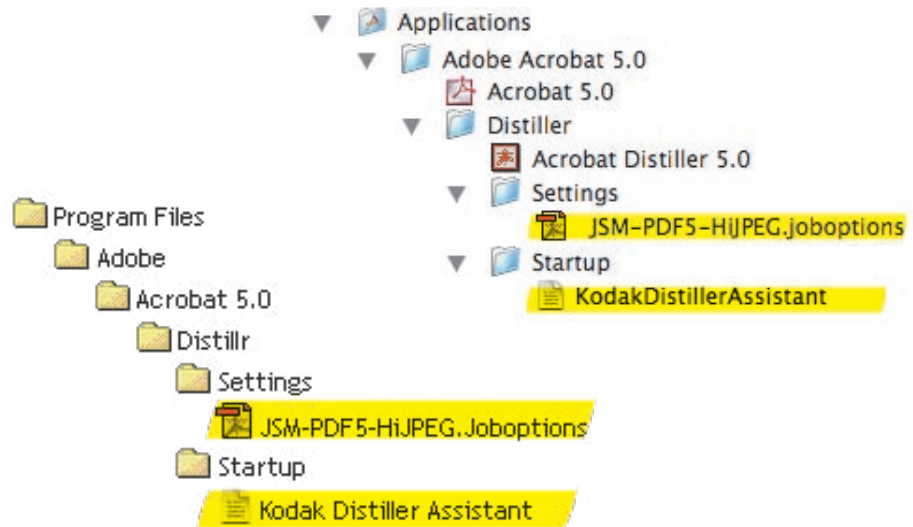 Applications
Adobe Acrobat 5.0
Acrobat 5.0
Distiller
Acrobat Distiller 5.0
Settings
JSM-PDF5-HiJPEG.joboptions
Startup
KodakDistillerAssistant
Program Files
Adobe
Acrobat 5.0
Distillr
Settings
JSM-PDF5-HiJPEG.Joboptions
Startup
Kodak Distiller Assistant